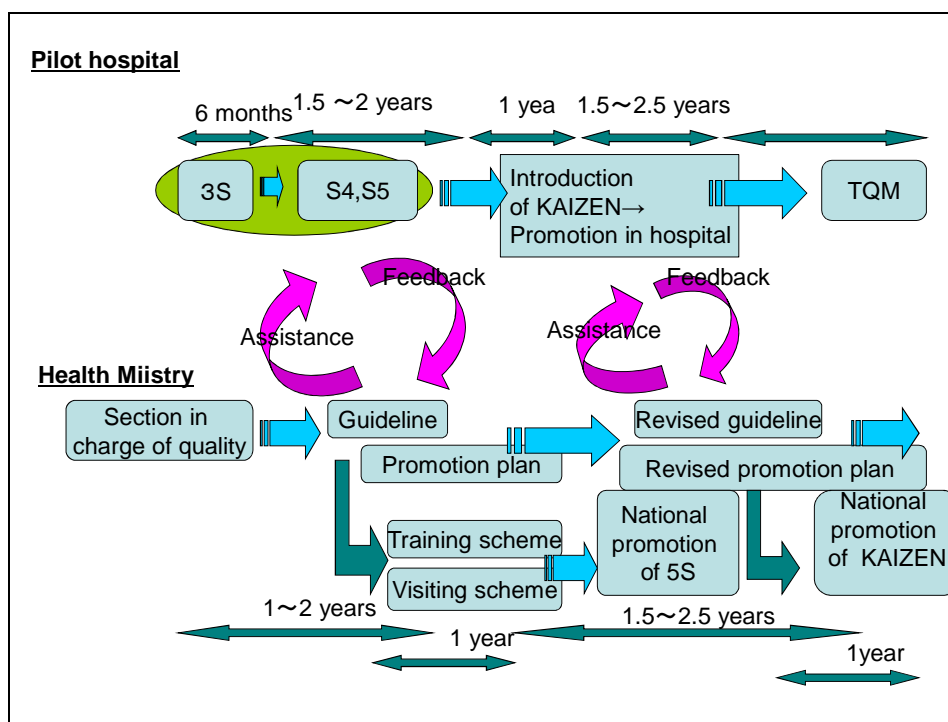 Pilot hospital
6 months
1.5 ～2 years
1 yea
1.5～2.5 years
3S
S4,S5
Introduction
of KAIZEN→
Promotion in hospital
TQM
Feedback
Assistance
Feedback
Assistance
Health Miistry
Section in
charge of quality
Guideline
Promotion plan
Revised guideline
Revised promotion plan
Training scheme
Visiting scheme
National
promotion
of 5S
National
promotion
of KAIZEN
1～2 years
1 year
1.5～2.5 years
1year